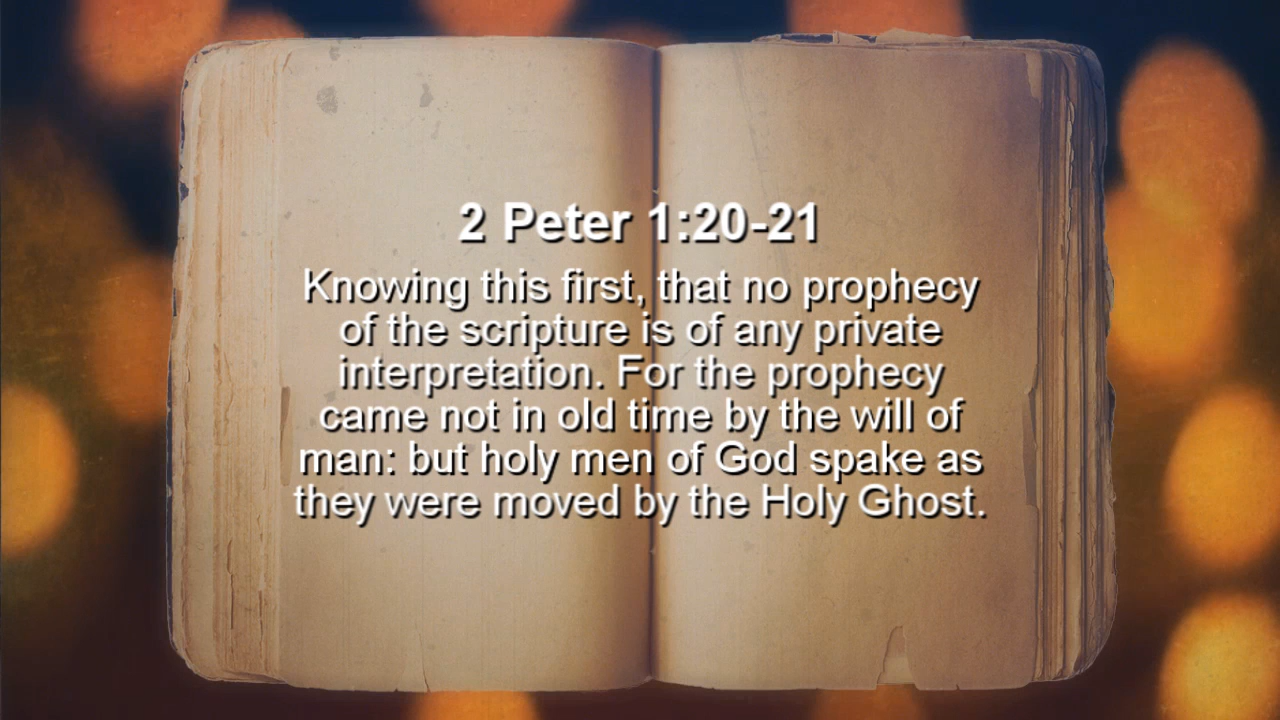 2 Peter 1:20-21
Knowing this first, that no prophecy
of the scripture is of any private
interpretation. For the prophecy
came not in old time by the will of
man: but holy men of God spake as
they were moved by the Holy Ghost.